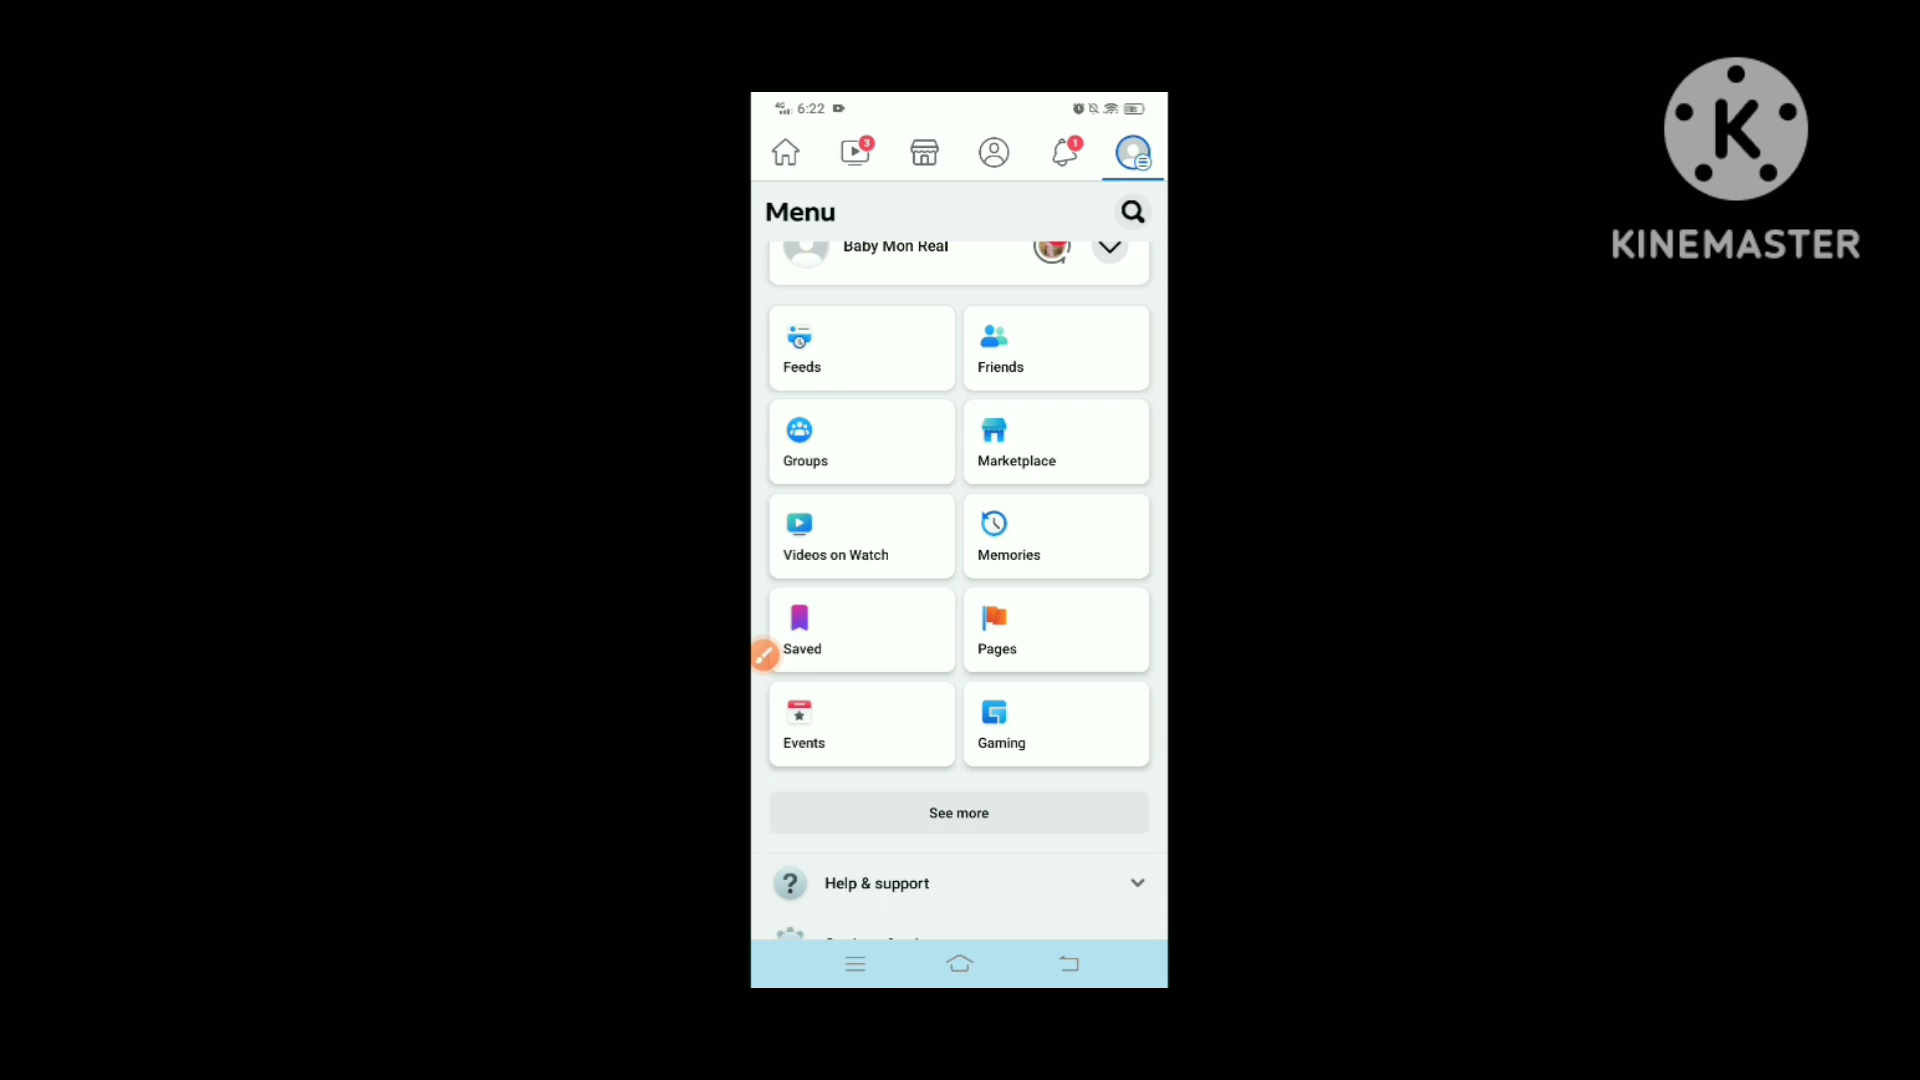 4G 6:22
3
1
Menu
Baby Mon Real
Feeds
Friends
Groups
Marketplace
Videos on Watch
Memories
Saved
Pages
Events
Gaming
See more
? Help & support
K
KINEMASTER